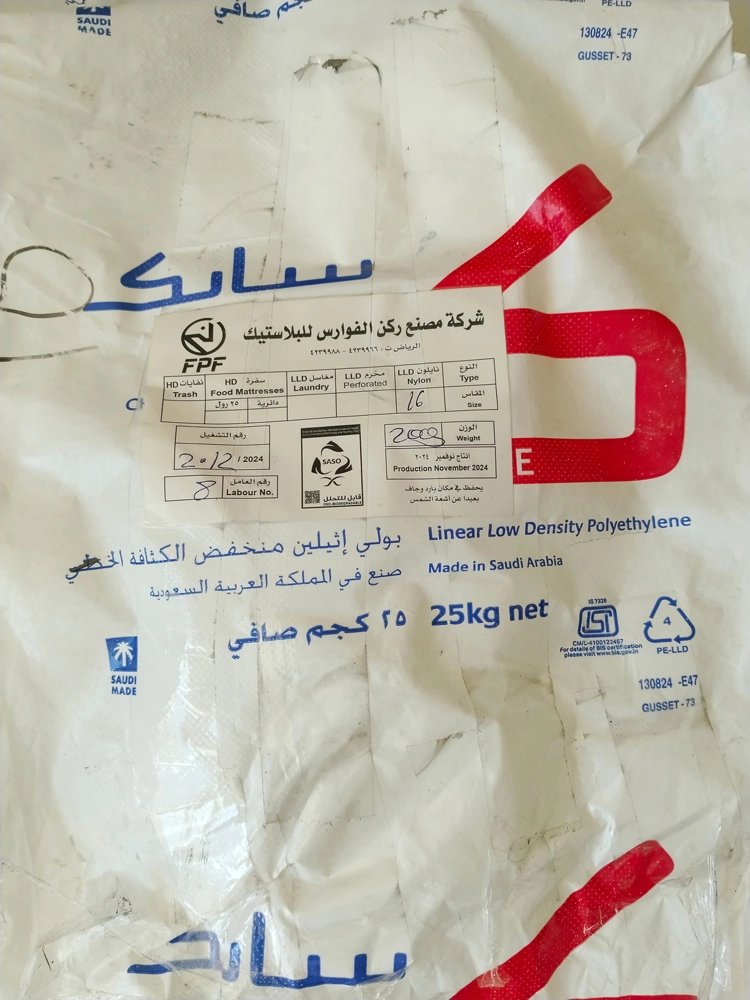 PE-LLD
SAUDI
MADE
كجم صافي
130824 -E47
GUSSET - 73
سابك
شركة مصنع ركن الفوارس للبلاستيك
الرياض ت : ٤٢٣٩٩٦٦ - ٤٢٣٩٩٨٨
FPF
نفايات HD
Trash
سفرة HD
Food Mattresses
مغاسل LLD
Laundry
مخرم LLD
Perforated
نايلون LLD
Nylon
النوع
Type
٢٥ رول
دائرية
16
المقاس
Size
رقم التشغيل
2-12 / 2024
رقم العامل
Labour No.
8
SASO
قابل للتحلل
OXO-BIODEGRADABLE
الوزن
Weight
انتاج نوفمبر ٢٠٢٤
Production November 2024
يحفظ في مكان بارد وجاف
بعيدا عن أشعة الشمس
E
بولي إثيلين منخفض الكثافة الخطي
Linear Low Density Polyethylene
صنع في المملكة العربية السعودية
Made in Saudi Arabia
٢٥ كجم صافي
25kg net
IS 7328
ISI
CM/L-4100123457
For details of BIS certification
please visit www.bis.gov.in
4
PE-LLD
SAUDI
MADE
130824 -E47
GUSSET - 73
سابك